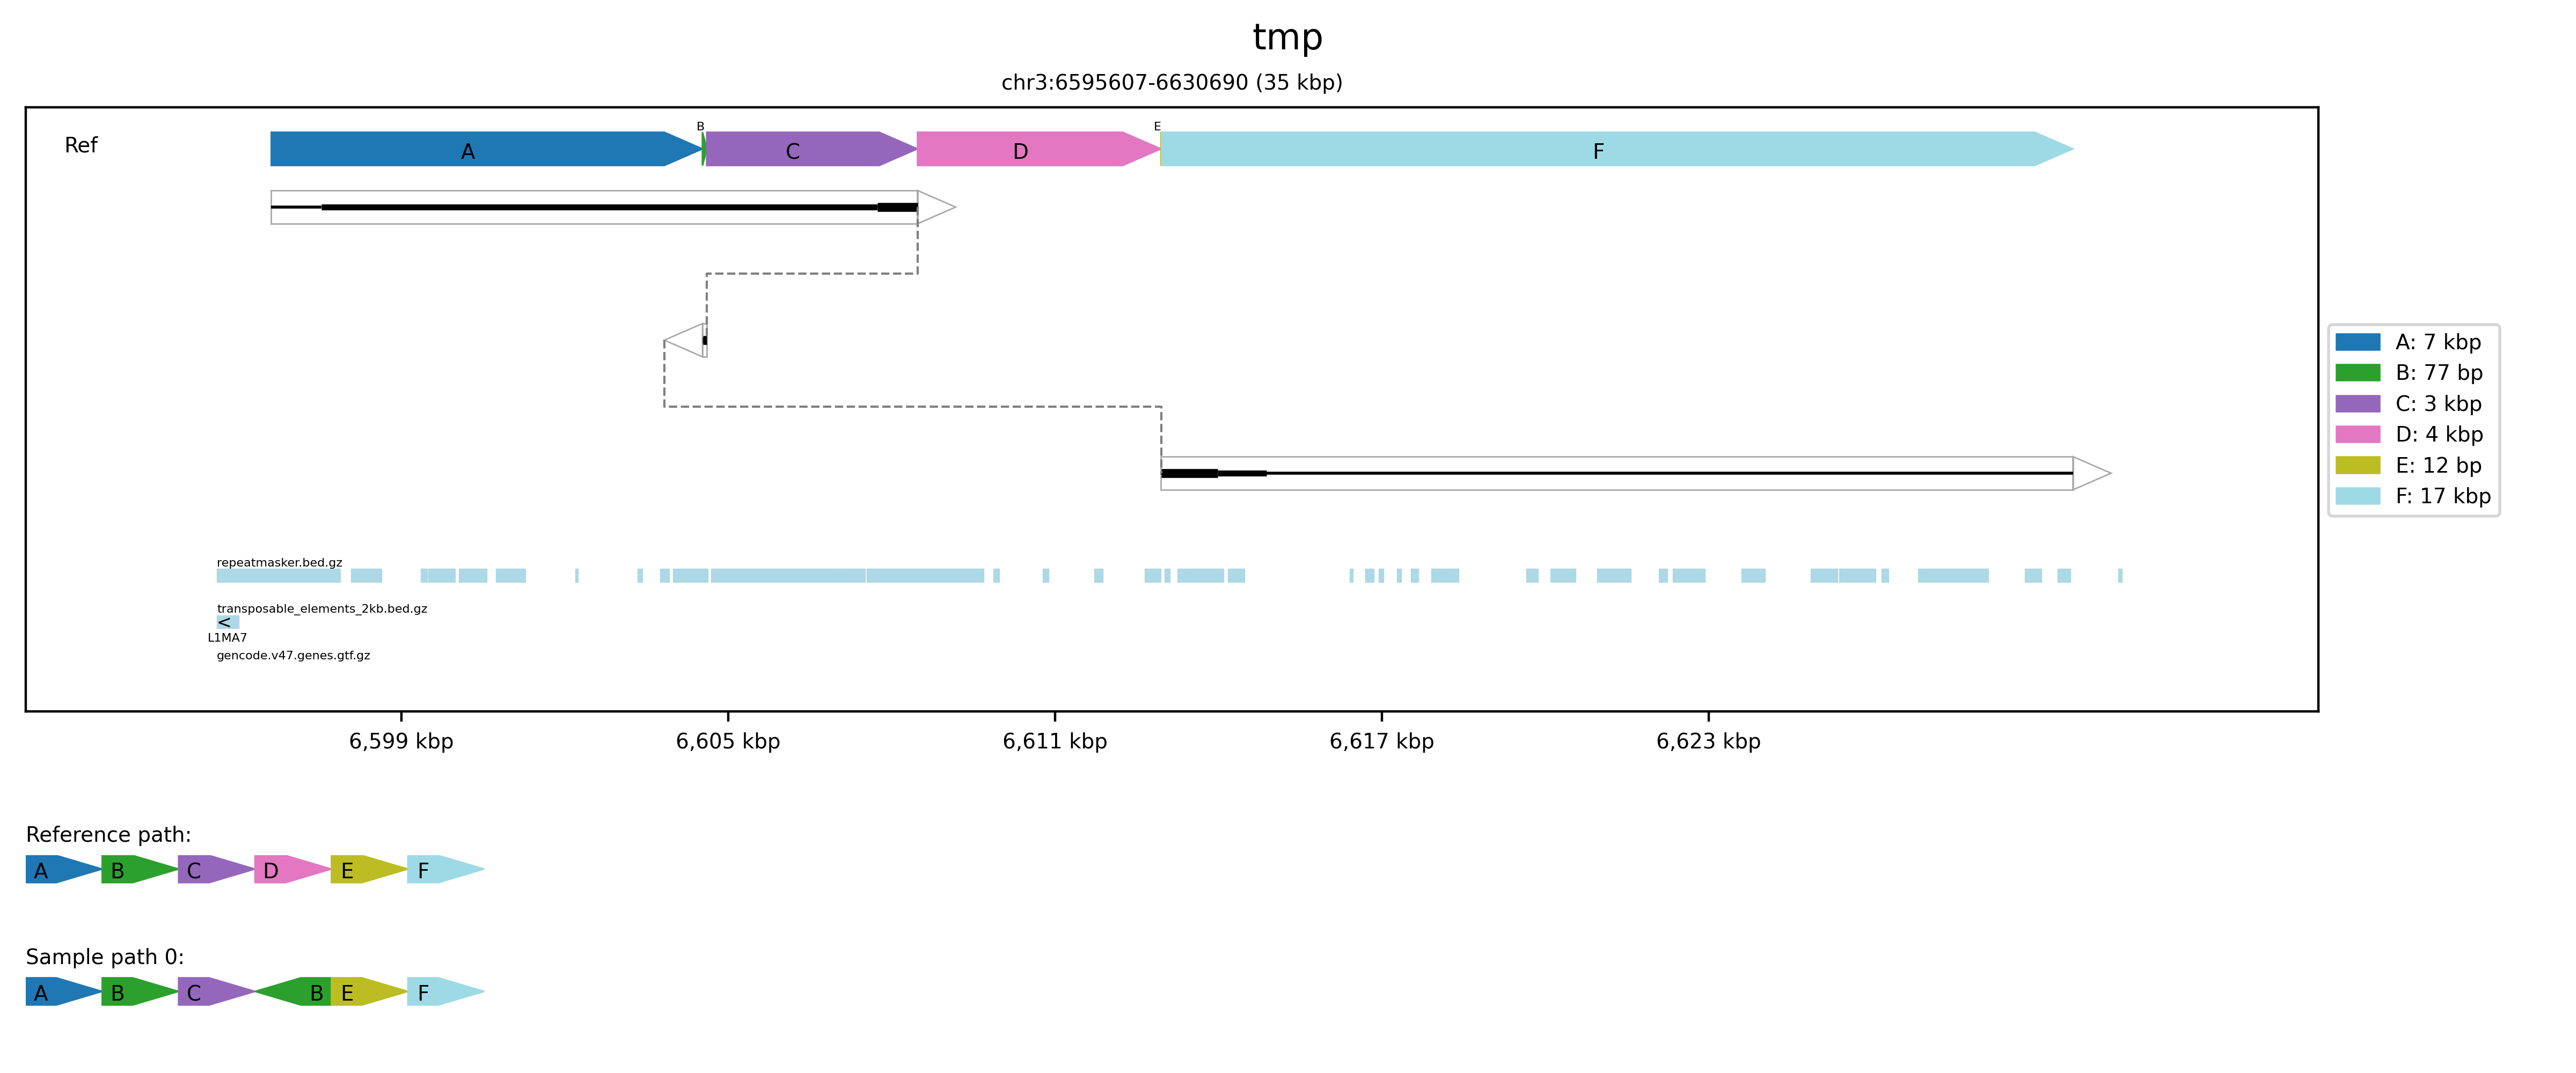 tmp
chr3:6595607-6630690 (35 kbp)
Ref
A
B
C
D
E
F
A: 7 kbp
B: 77 bp
C: 3 kbp
D: 4 kbp
E: 12 bp
F: 17 kbp
repeatmasker.bed.gz
transposable_elements_2kb.bed.gz
<
L1MA7
gencode.v47.genes.gtf.gz
6,599 kbp 6,605 kbp 6,611 kbp 6,617 kbp 6,623 kbp
Reference path:
A B C D E F
Sample path 0:
A B C B E F